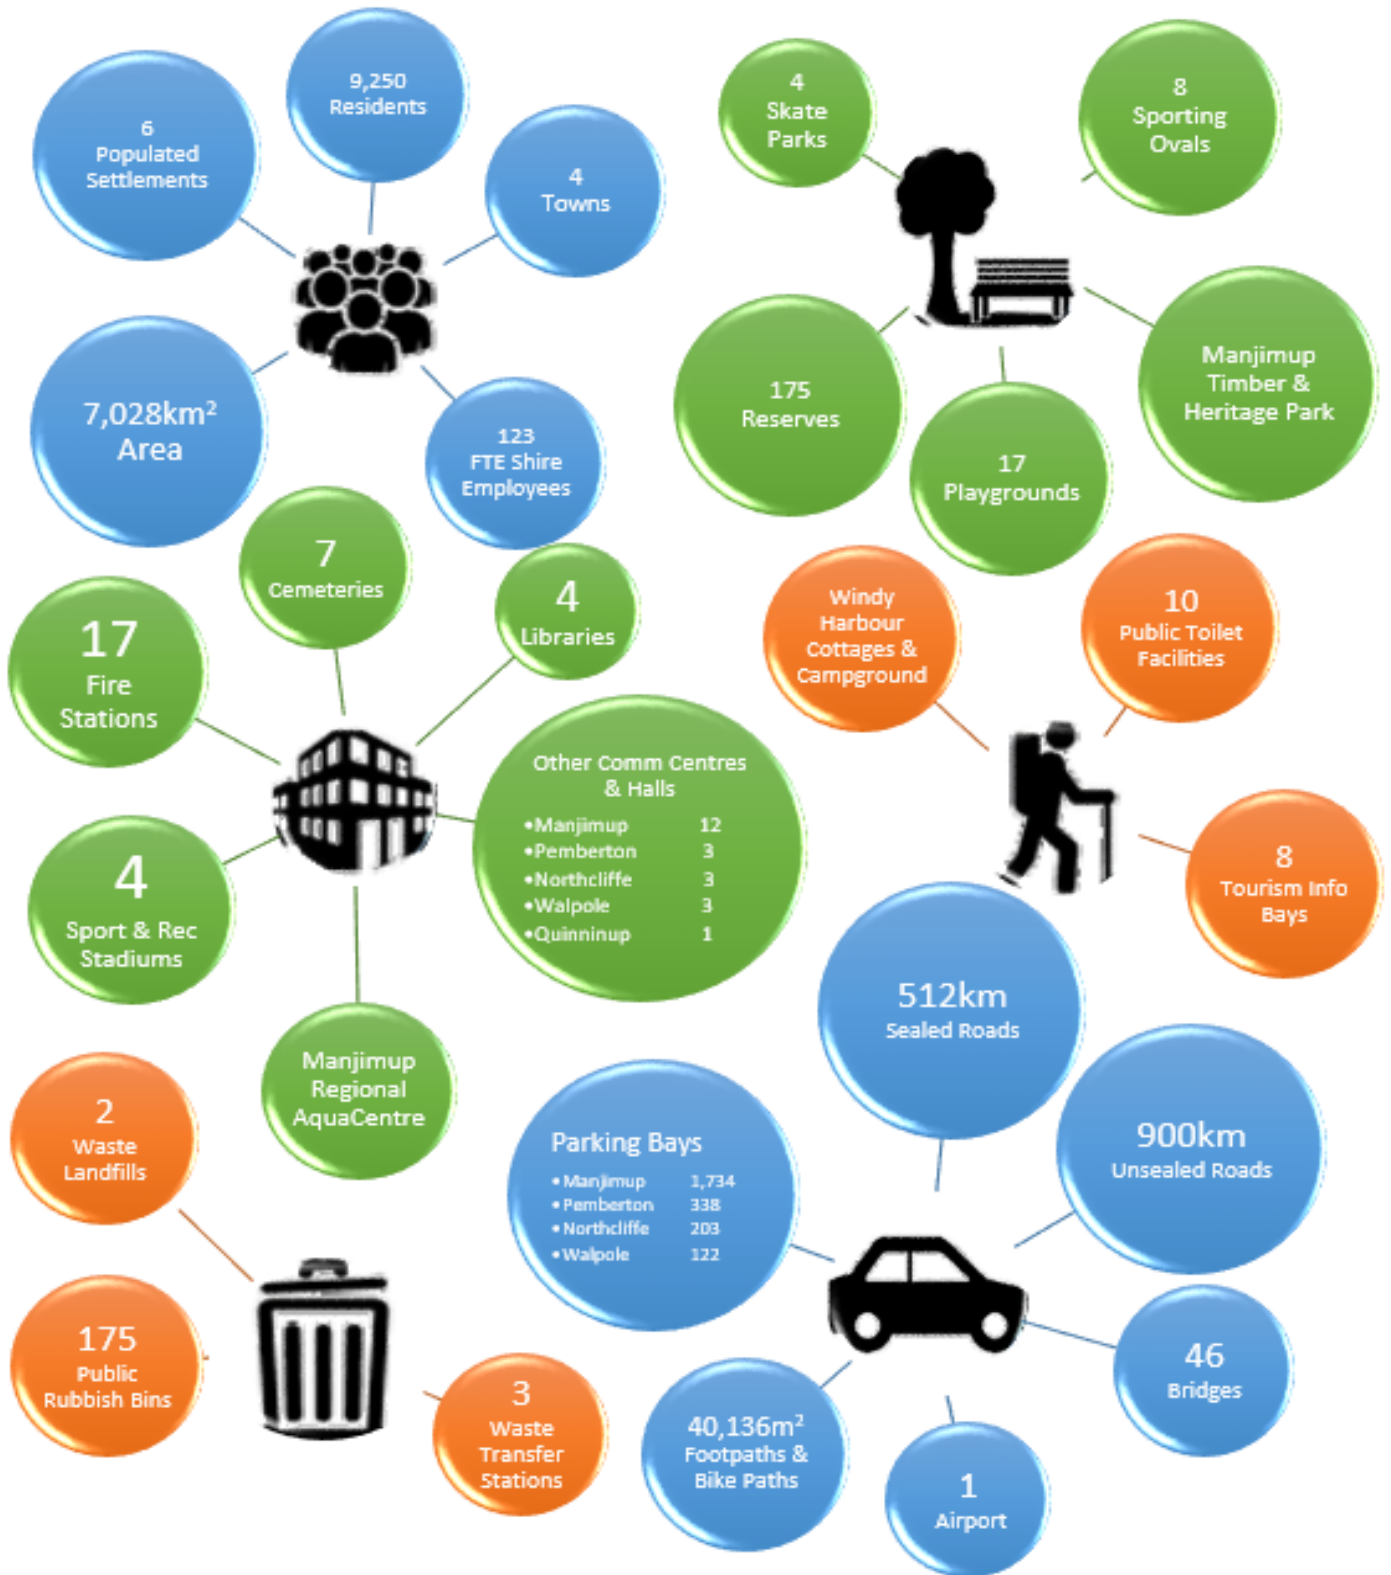 6
Populated
Settlements
9,250
Residents
4
Towns
7,028km²
Area
123
FTE Shire
Employees
4
Skate
Parks
8
Sporting
Ovals
175
Reserves
17
Playgrounds
Manjimup
Timber &
Heritage Park
7
Cemeteries
4
Libraries
17
Fire
Stations
4
Sport & Rec
Stadiums
Other Comm Centres
& Halls
•Manjimup 12
•Pemberton 3
•Northcliffe 3
•Walpole 3
•Quinninup 1
Manjimup
Regional
AquaCentre
Windy
Harbour
Cottages &
Campground
10
Public Toilet
Facilities
8
Tourism Info
Bays
2
Waste
Landfills
175
Public
Rubbish Bins
3
Waste
Transfer
Stations
512km
Sealed Roads
900km
Unsealed Roads
Parking Bays
•Manjimup 1,734
•Pemberton 338
•Northcliffe 203
•Walpole 122
46
Bridges
40,136m²
Footpaths &
Bike Paths
1
Airport